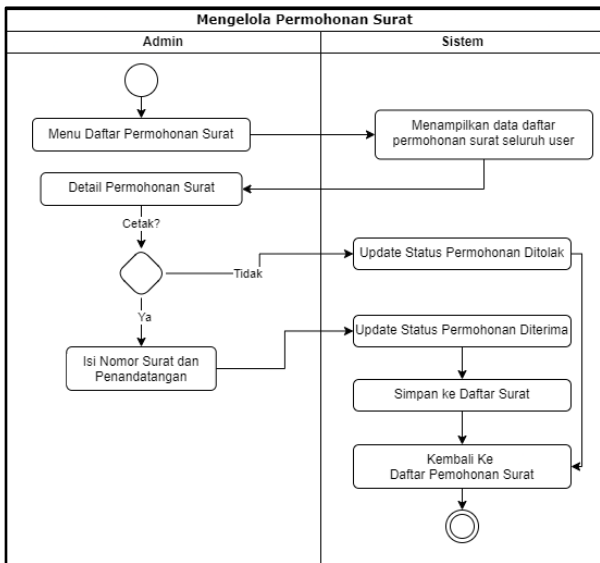 Mengelola Permohonan Surat
Admin
Sistem
Menu Daftar Permohonan Surat
Menampilkan data daftar
permohonan surat seluruh user
Detail Permohonan Surat
Cetak?
Tidak
Update Status Permohonan Ditolak
Ya
Update Status Permohonan Diterima
Isi Nomor Surat dan
Penandatangan
Simpan ke Daftar Surat
Kembali Ke
Daftar Pemohonan Surat